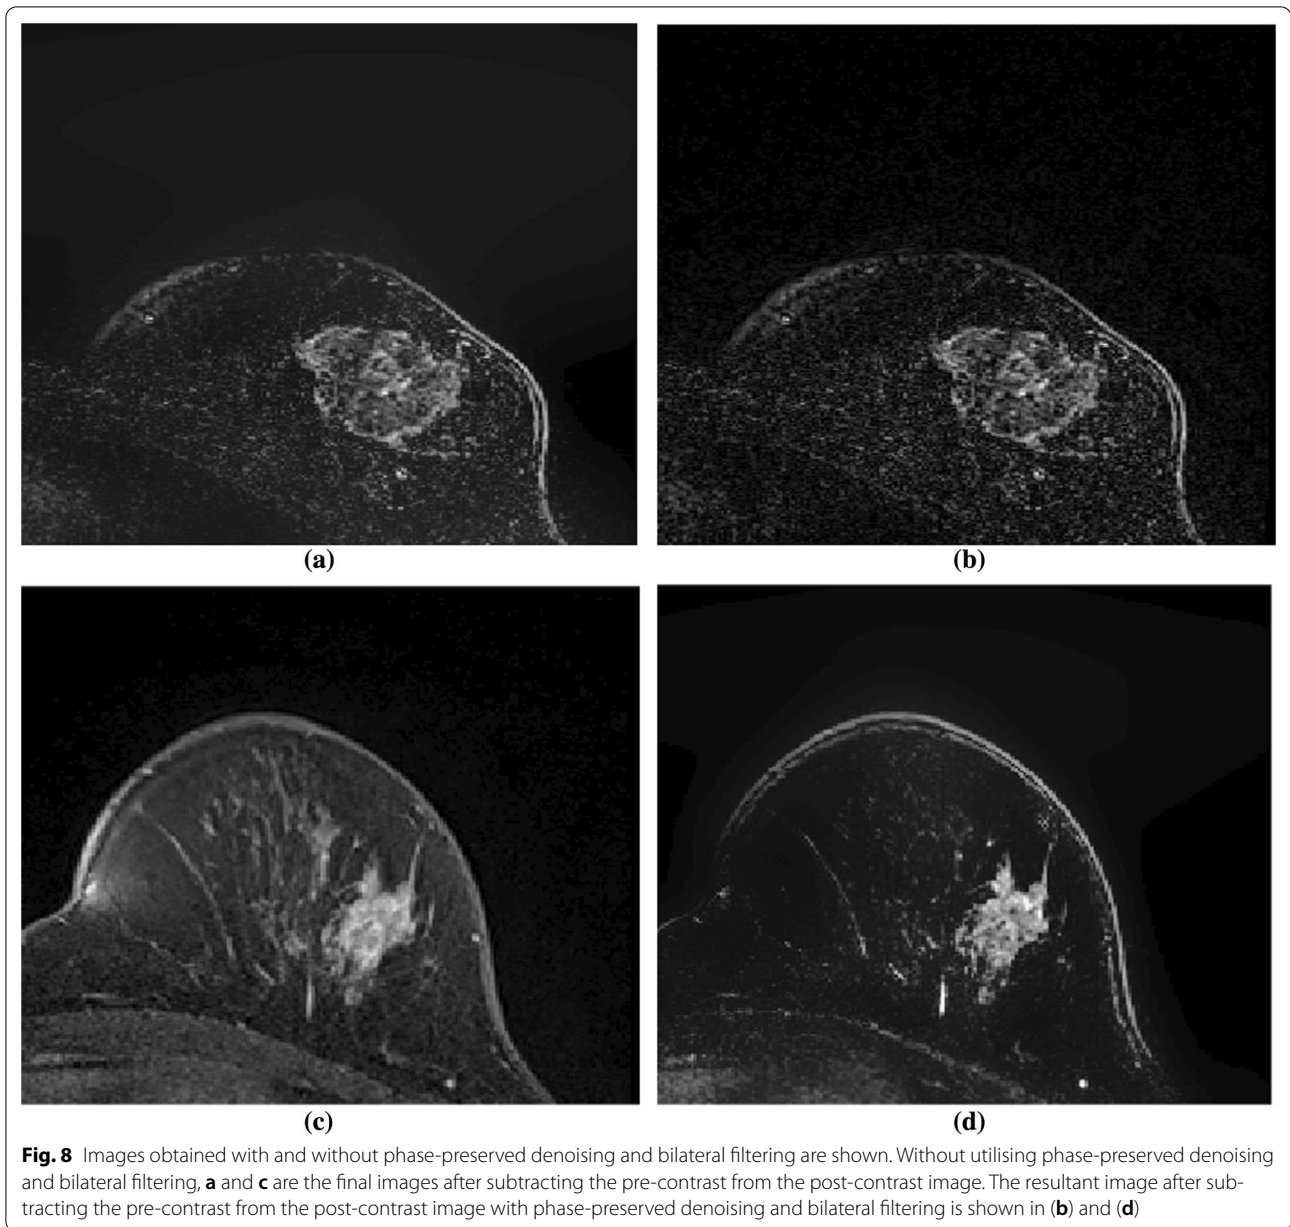 (a)
(b)
(c)
(d)
Fig. 8 Images obtained with and without phase-preserved denoising and bilateral filtering are shown. Without utilising phase-preserved denoising
and bilateral filtering, a and c are the final images after subtracting the pre-contrast from the post-contrast image. The resultant image after sub-
tracting the pre-contrast from the post-contrast image with phase-preserved denoising and bilateral filtering is shown in (b) and (d)